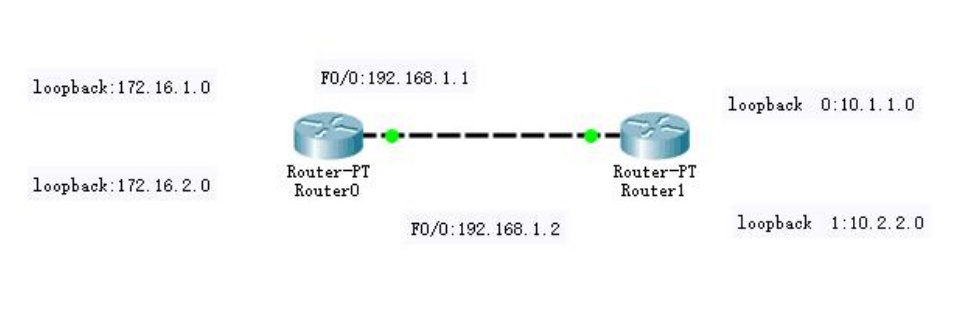 loopback:172.16.1.0
F0/0:192.168.1.1
loopback 0:10.1.1.0
Router-PT
Router0
Router-PT
Router1
loopback:172.16.2.0
F0/0:192.168.1.2
loopback 1:10.2.2.0